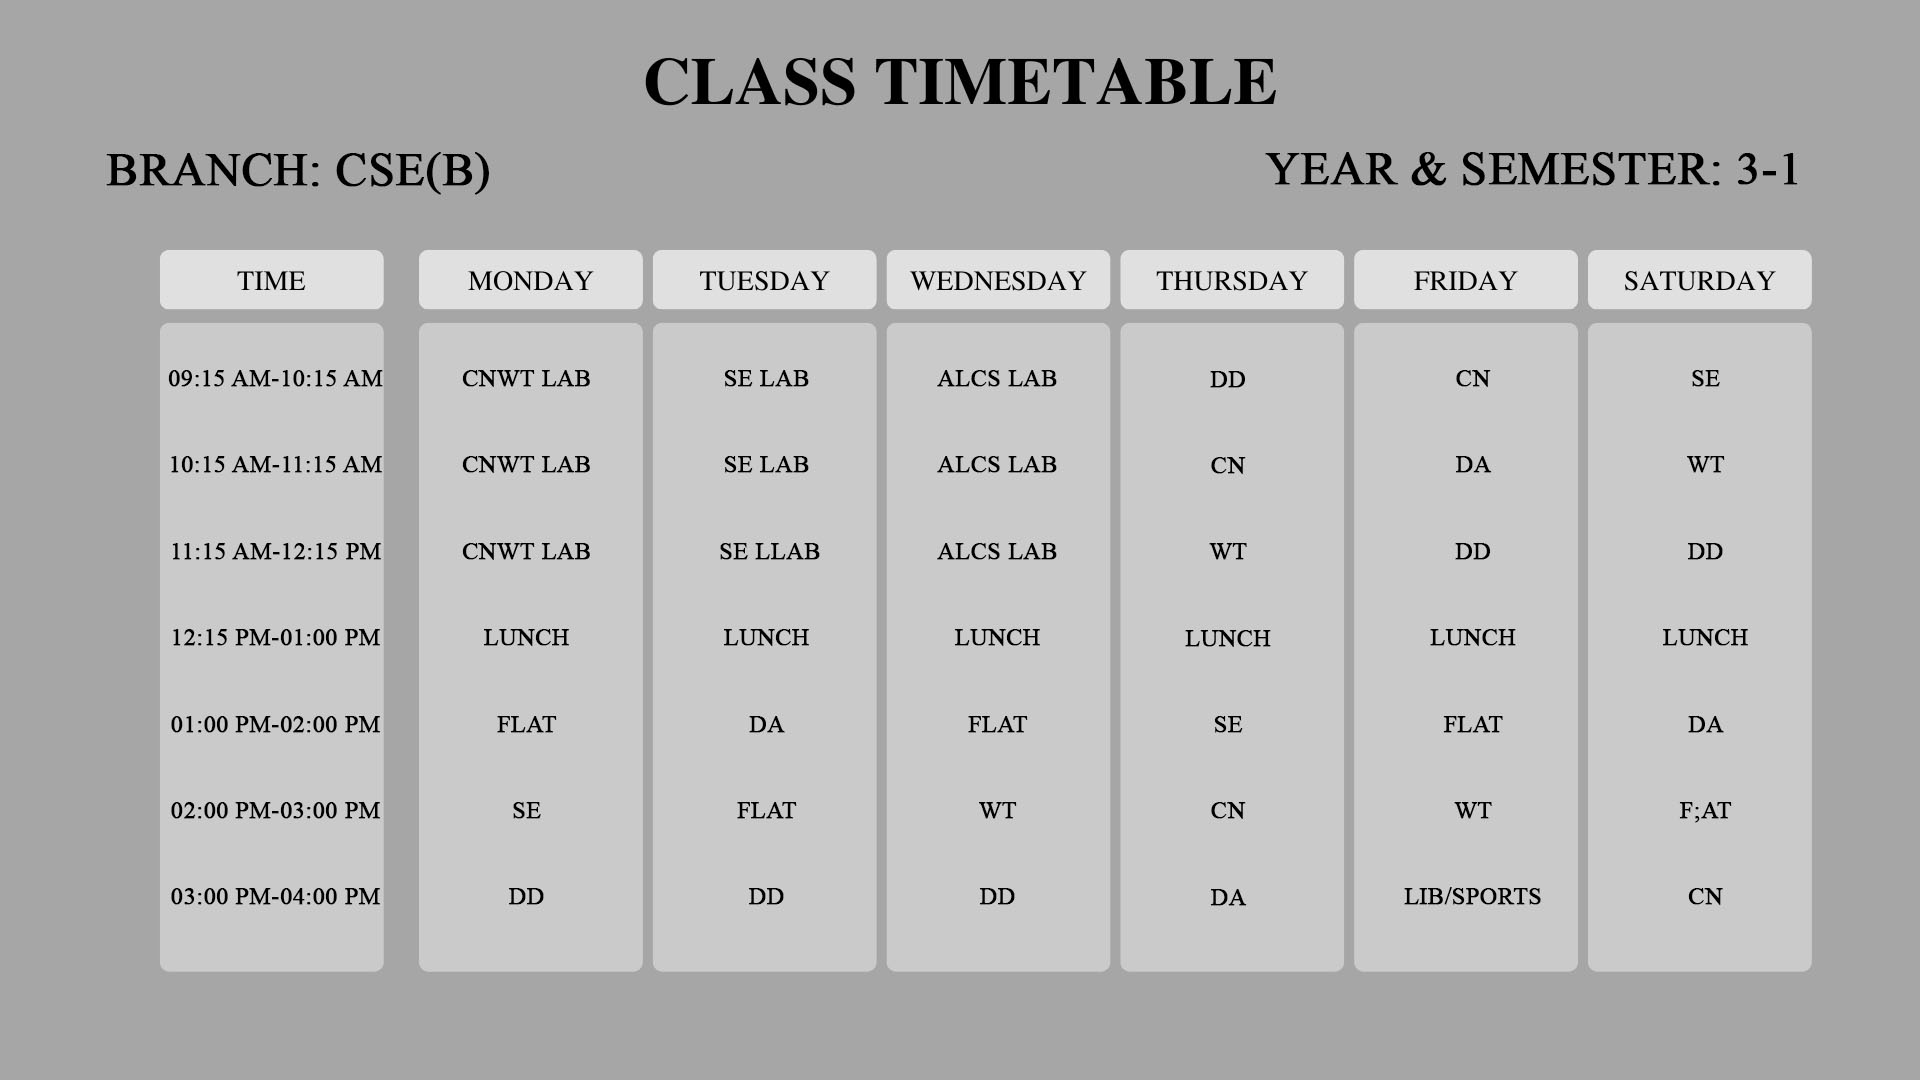 CLASS TIMETABLE
BRANCH: CSE(B) YEAR & SEMESTER: 3-1
TIME MONDAY TUESDAY WEDNESDAY THURSDAY FRIDAY SATURDAY
09:15 AM-10:15 AM CNWT LAB SE LAB ALCS LAB DD CN SE
10:15 AM-11:15 AM CNWT LAB SE LAB ALCS LAB CN DA WT
11:15 AM-12:15 PM CNWT LAB SE LLAB ALCS LAB WT DD DD
12:15 PM-01:00 PM LUNCH LUNCH LUNCH LUNCH LUNCH LUNCH
01:00 PM-02:00 PM FLAT DA FLAT SE FLAT DA
02:00 PM-03:00 PM SE FLAT WT CN WT F;AT
03:00 PM-04:00 PM DD DD DD DA LIB/SPORTS CN